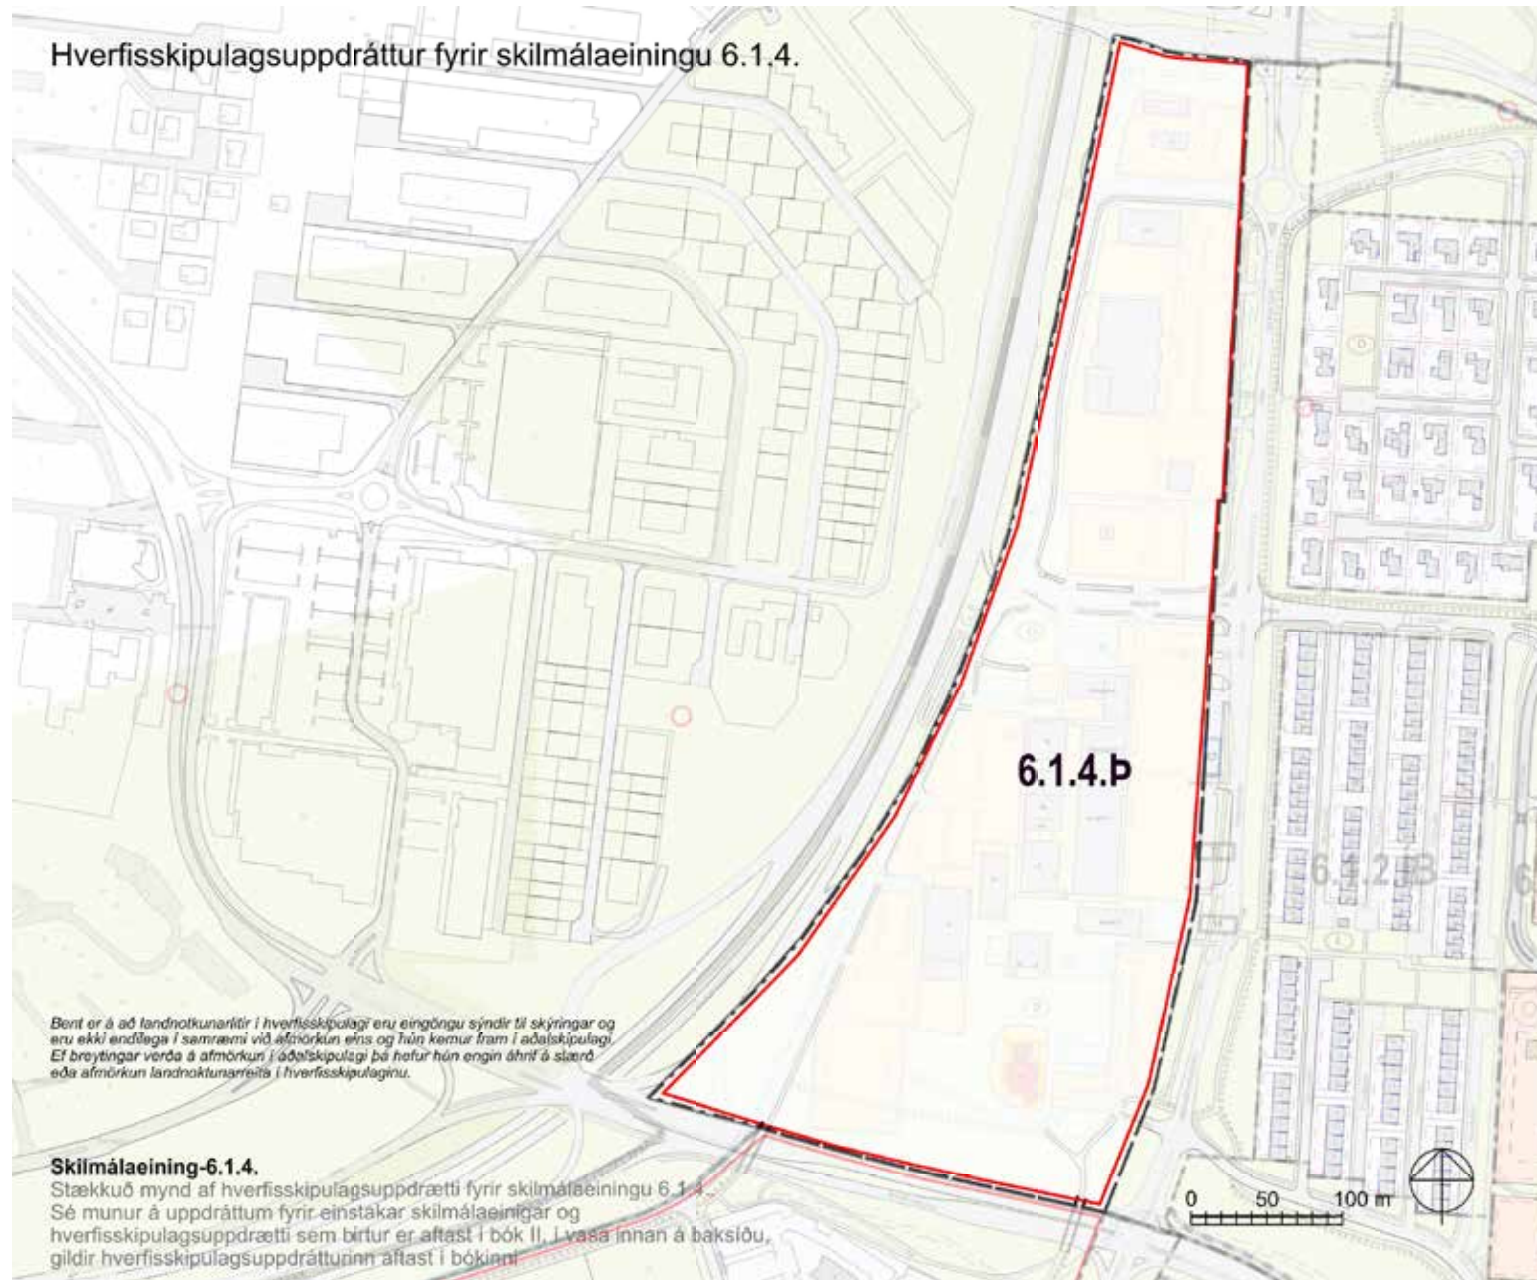 Hverfisskipulagsuppdráttur fyrir skilmálaeiningu 6.1.4.
6.1.4.Þ
6.1.2.ÍB
Bent er á að landnotkunarlitir í hverfisskipulagi eru eingöngu sýndir til skýringar og
eru ekki endilega í samræmi við afmörkun eins og hún kemur fram í aðalskipulagi.
Ef breytingar verða á afmörkun í aðalskipulagi þá hefur hún engin áhrif á stærð
eða afmörkun landnoktunarreita í hverfisskipulaginu.
Skilmálaeining-6.1.4.
Stækkuð mynd af hverfisskipulagsuppdrætti fyrir skilmálaeiningu 6.1.4.
Sé munur á uppdráttum fyrir einstakar skilmálaeinigar og
hverfisskipulagsuppdrætti sem birtur er aftast í bók II, í vasa innan á baksíðu,
gildir hverfisskipulagsuppdrátturinn aftast í bókinni
0 50 100 m